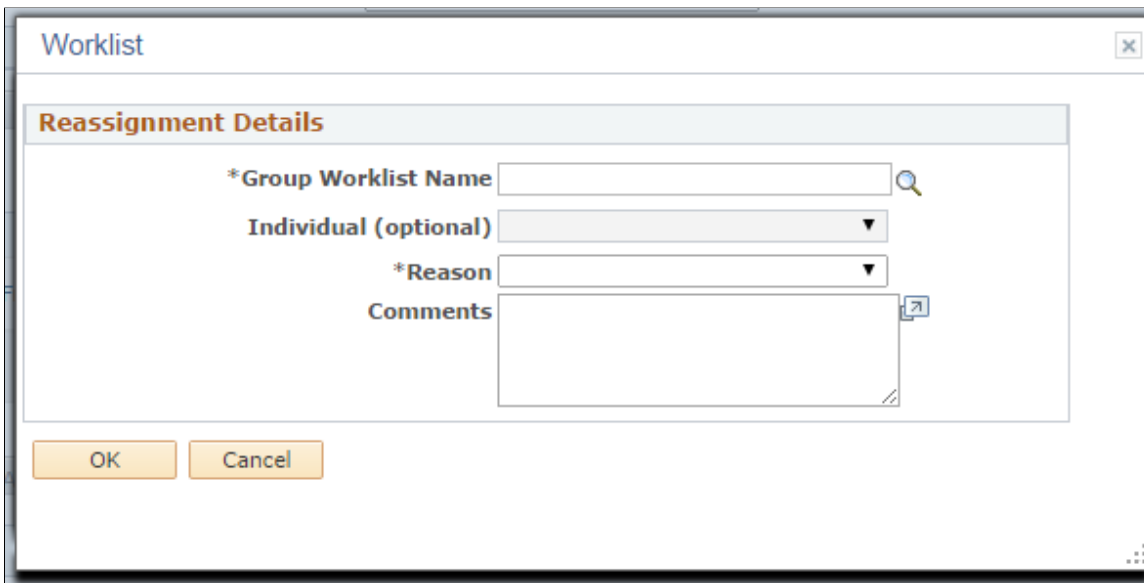 Worklist
Reassignment Details
*Group Worklist Name
Individual (optional)
*Reason
Comments
OK Cancel